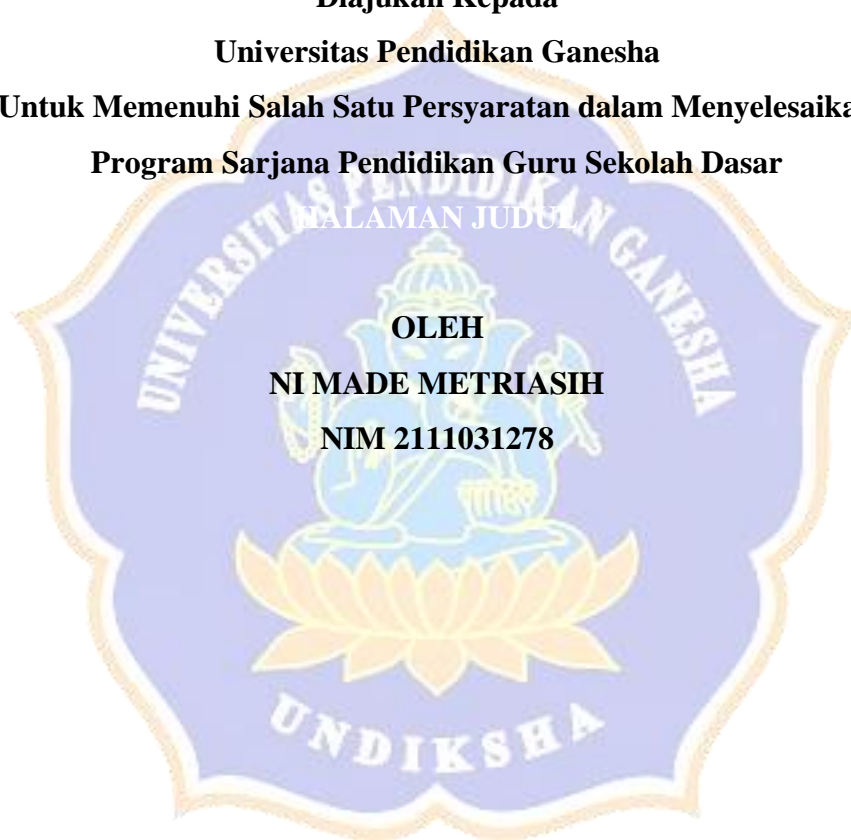 Diajukan Kepada
Universitas Pendidikan Ganesha
Untuk Memenuhi Salah Satu Persyaratan dalam Menyelesaika
Program Sarjana Pendidikan Guru Sekolah Dasar
HALAMAN JUDUL
UNIVERSITAS PENDIDIKAN GANESHA
OLEH
NI MADE METRIASIH
NIM 2111031278
UNDIKSHA